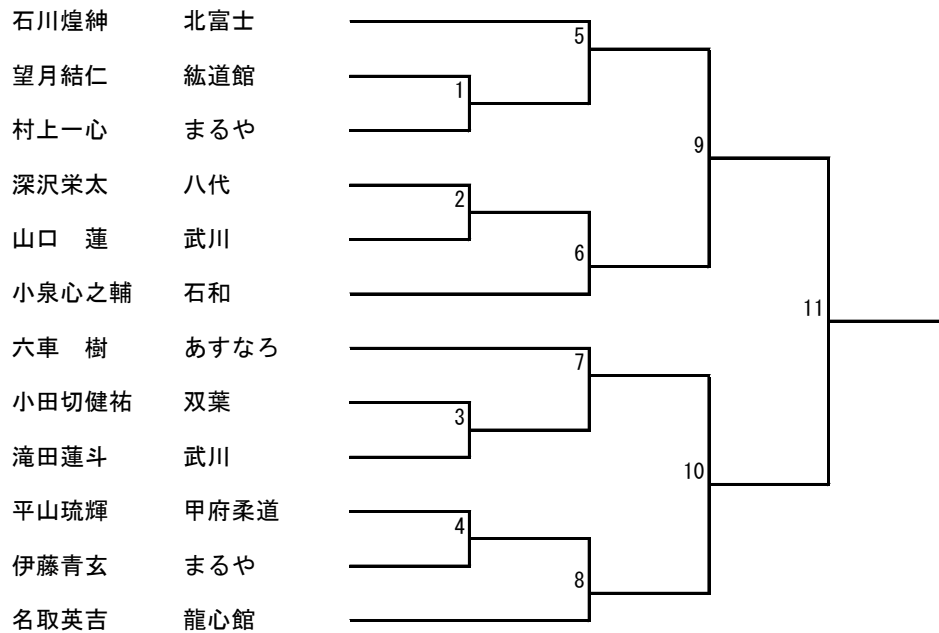 石川煌紳 北富士
5
望月結仁 紘道館
1
村上一心 まるや
9
深沢栄太 八代
2
山口　蓮 武川
6
小泉心之輔 石和
11
六車　樹 あすなろ
7
小田切健祐 双葉
3
滝田蓮斗 武川
10
平山琉輝 甲府柔道
4
伊藤青玄 まるや
8
名取英吉 龍心館